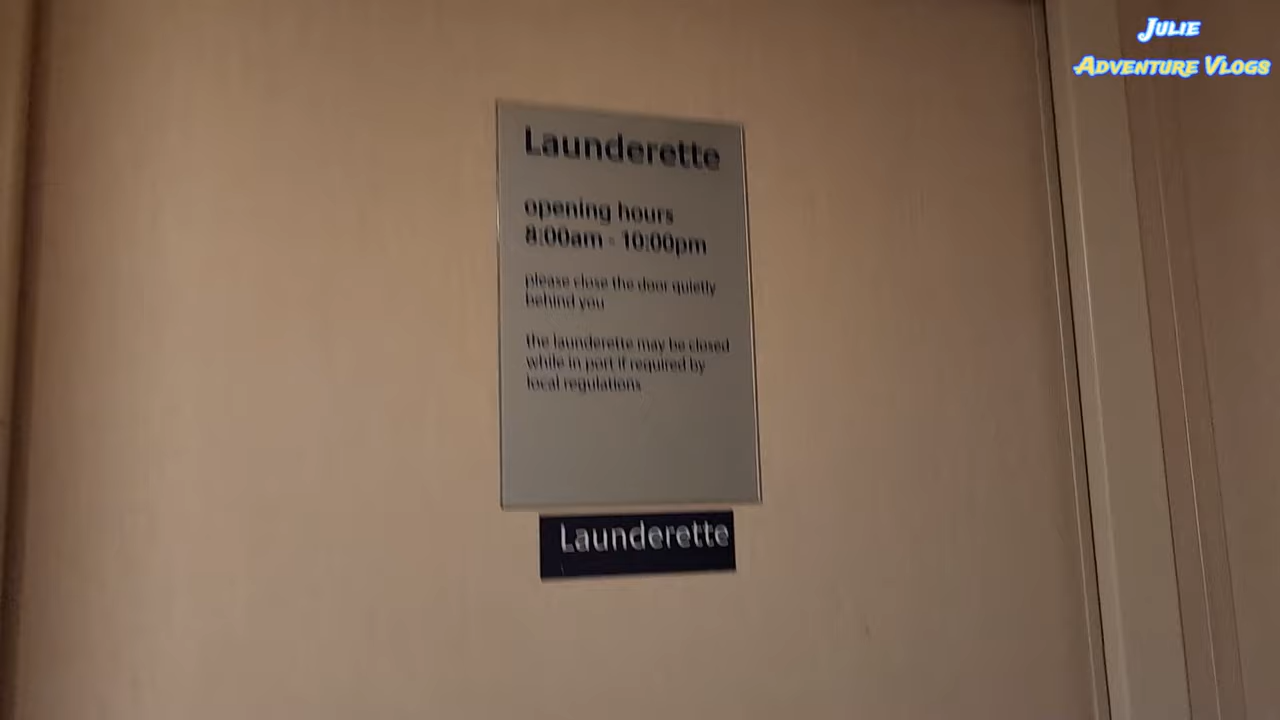 Julie
Adventure Vlogs
Launderette
opening hours
8:00am - 10:00pm
please close the door quietly
behind you
the launderette may be closed
while in port if required by
local regulations
Launderette